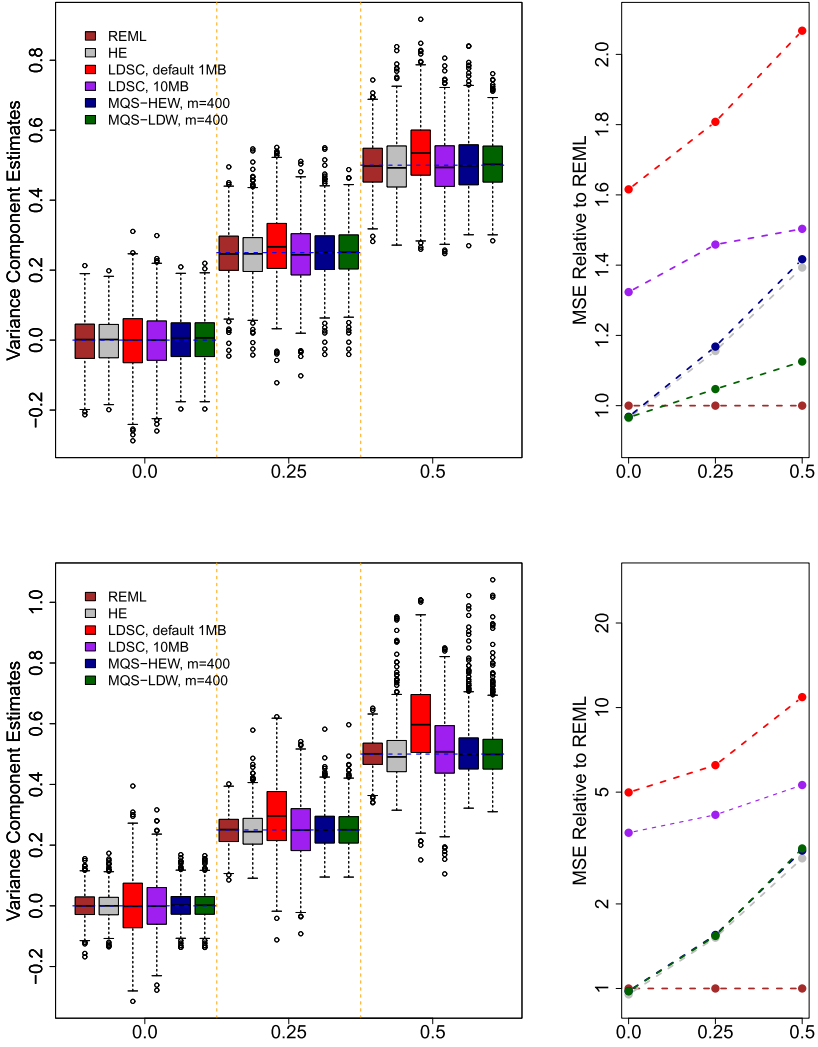 Variance Component Estimates
0.8
0.6
0.4
0.2
0.0
−0.2
REML
HE
LDSC, default 1MB
LDSC, 10MB
MQS−HEW, m=400
MQS−LDW, m=400
0.0 0.25 0.5
MSE Relative to REML
2.0
1.8
1.6
1.4
1.2
1.0
0.0 0.25 0.5
Variance Component Estimates
1.0
0.8
0.6
0.4
0.2
0.0
−0.2
REML
HE
LDSC, default 1MB
LDSC, 10MB
MQS−HEW, m=400
MQS−LDW, m=400
0.0 0.25 0.5
MSE Relative to REML
20
10
5
2
1
0.0 0.25 0.5